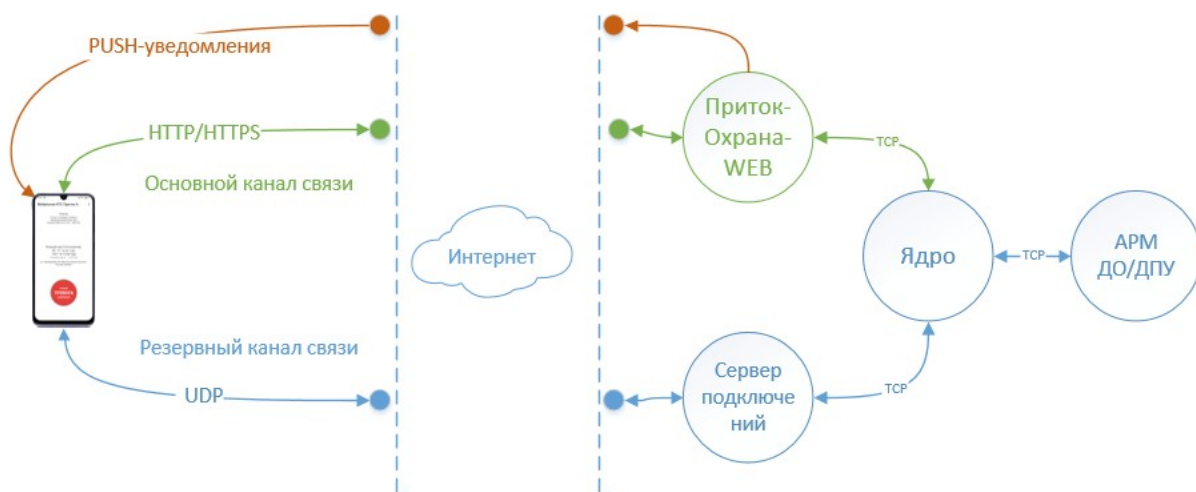 PUSH-уведомления
HTTP/HTTPS
Основной канал связи
Резервный канал связи
UDP
Интернет
Приток-
Охрана-
WEB
TCP
Ядро
TCP
АРМ
ДО/ДПУ
Сервер
подключе
ний
TCP